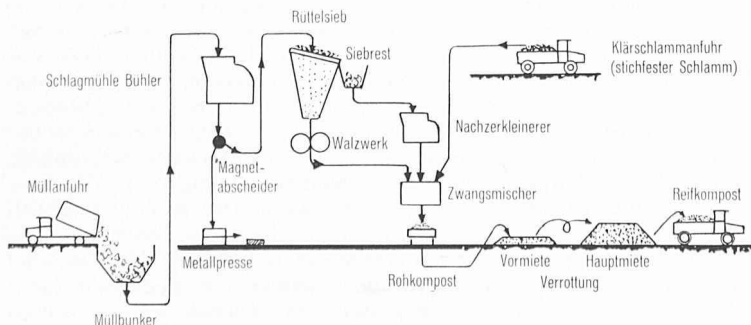 Rüttelsieb
Siebrest
Klärschlammanfuhr
(stichfester Schlamm)
Schlagmühle Bühler
Nachzerkleinerer
Walzwerk
Magnet-
abscheider
Müllanfuhr
Zwangsmischer
Reifkompost
Metallpresse
Rohkompost
Vormiete
Hauptmiete
Verrottung
Müllbunker